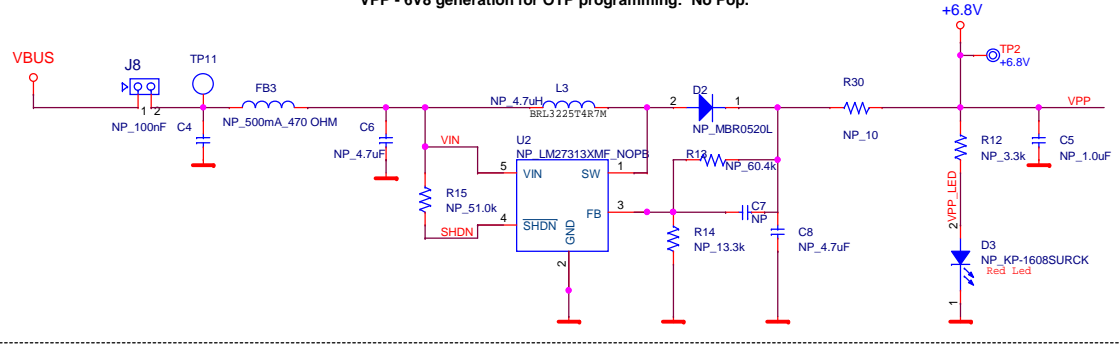 VPP - 6V8 generation for OTP programming. No Pop.
+6.8V
VBUS
J8
TP11
TP2
+6.8V
FB3
L3
D2
R30
1 2
NP_4.7uH
BRL3225T4R7M
2
1
VPP
NP_100nF
C4
NP_500mA_470 OHM
C6
NP_4.7uF
U2
NP_LM27313XMF_NOPB
NP_MBR0520L
NP_10
R12
NP_3.3k
C5
NP_1.0uF
VIN
R13
NP_60.4k
5
VIN
SW
1
R15
NP_51.0k
VPP_LED
C7
NP
4
SHDN
FB
3
SHDN
GND
2
R14
NP_13.3k
C8
NP_4.7uF
2
D3
NP_KP-1608SURCK
Red Led
1